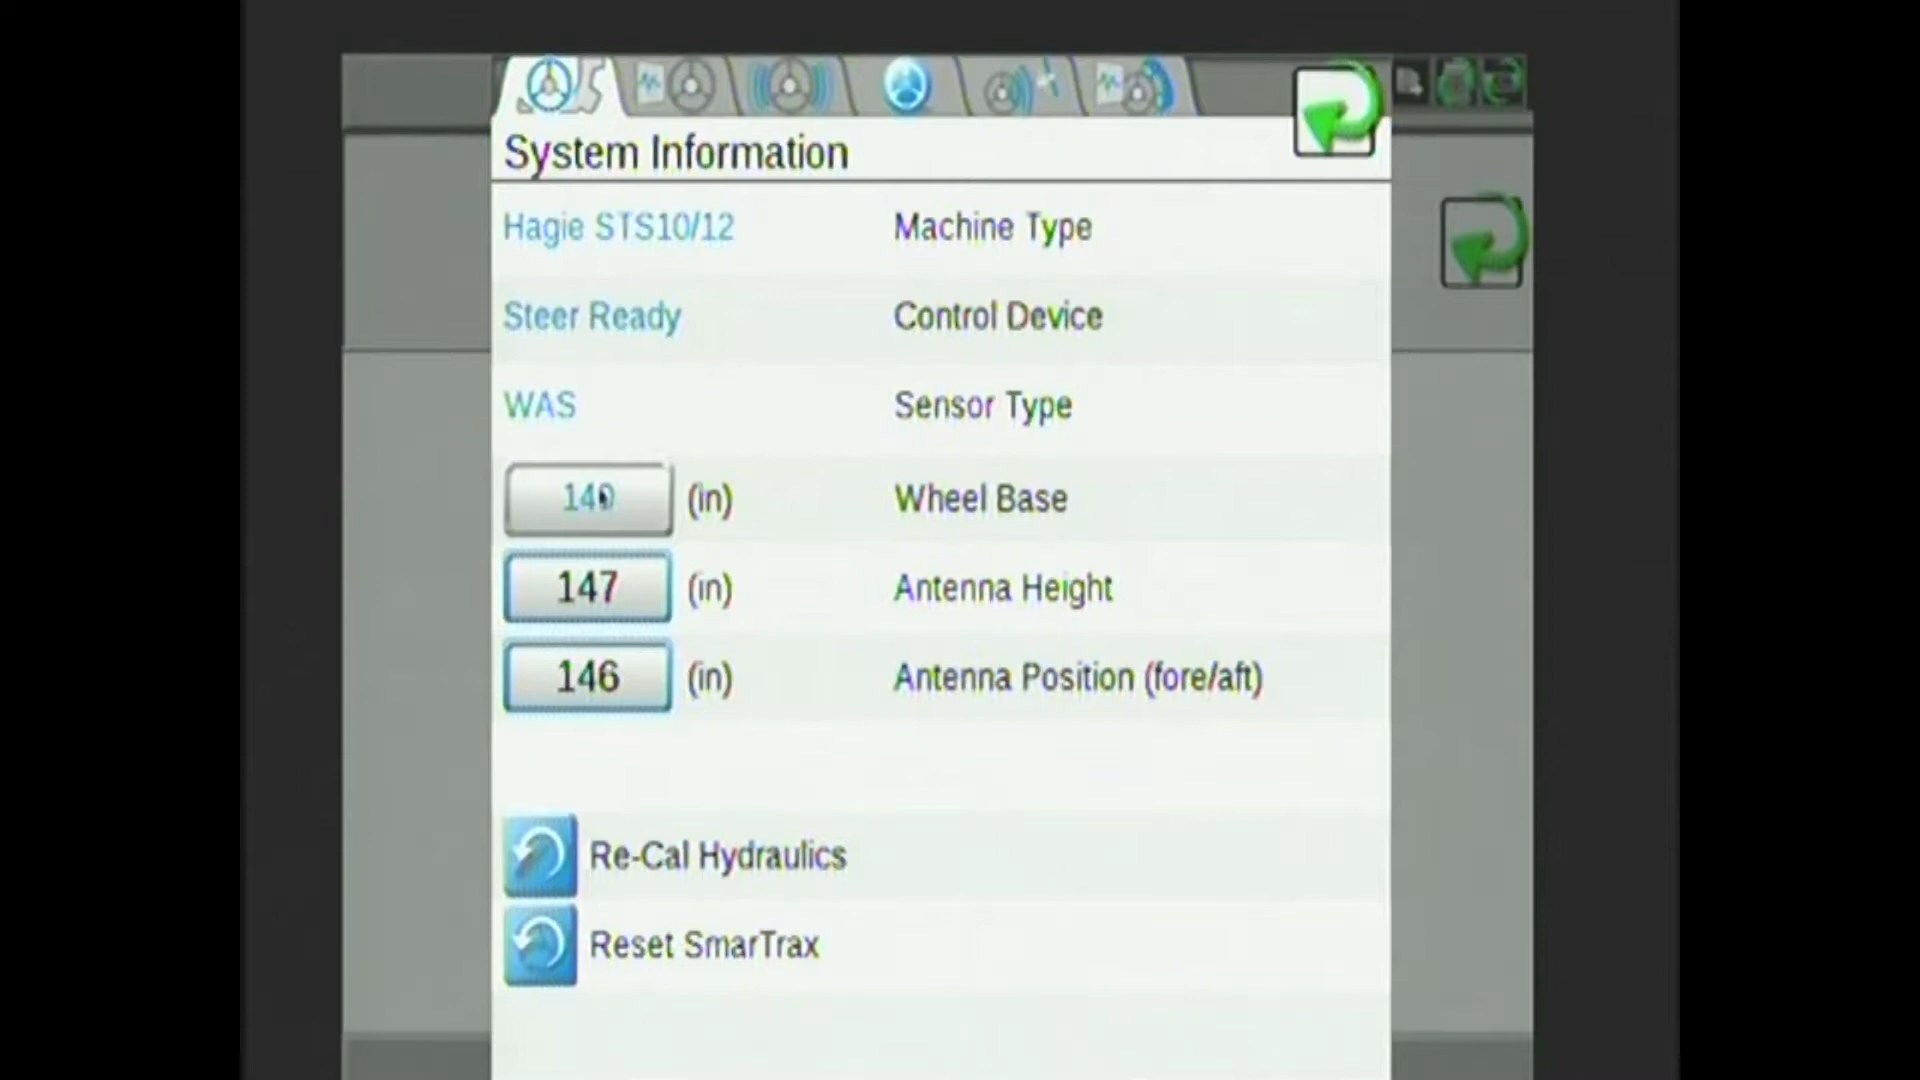 System Information
Hagie STS10/12 Machine Type
Steer Ready Control Device
WAS Sensor Type
(in) Wheel Base
147 (in) Antenna Height
146 (in) Antenna Position (fore/aft)
Re-Cal Hydraulics
Reset SmarTrax